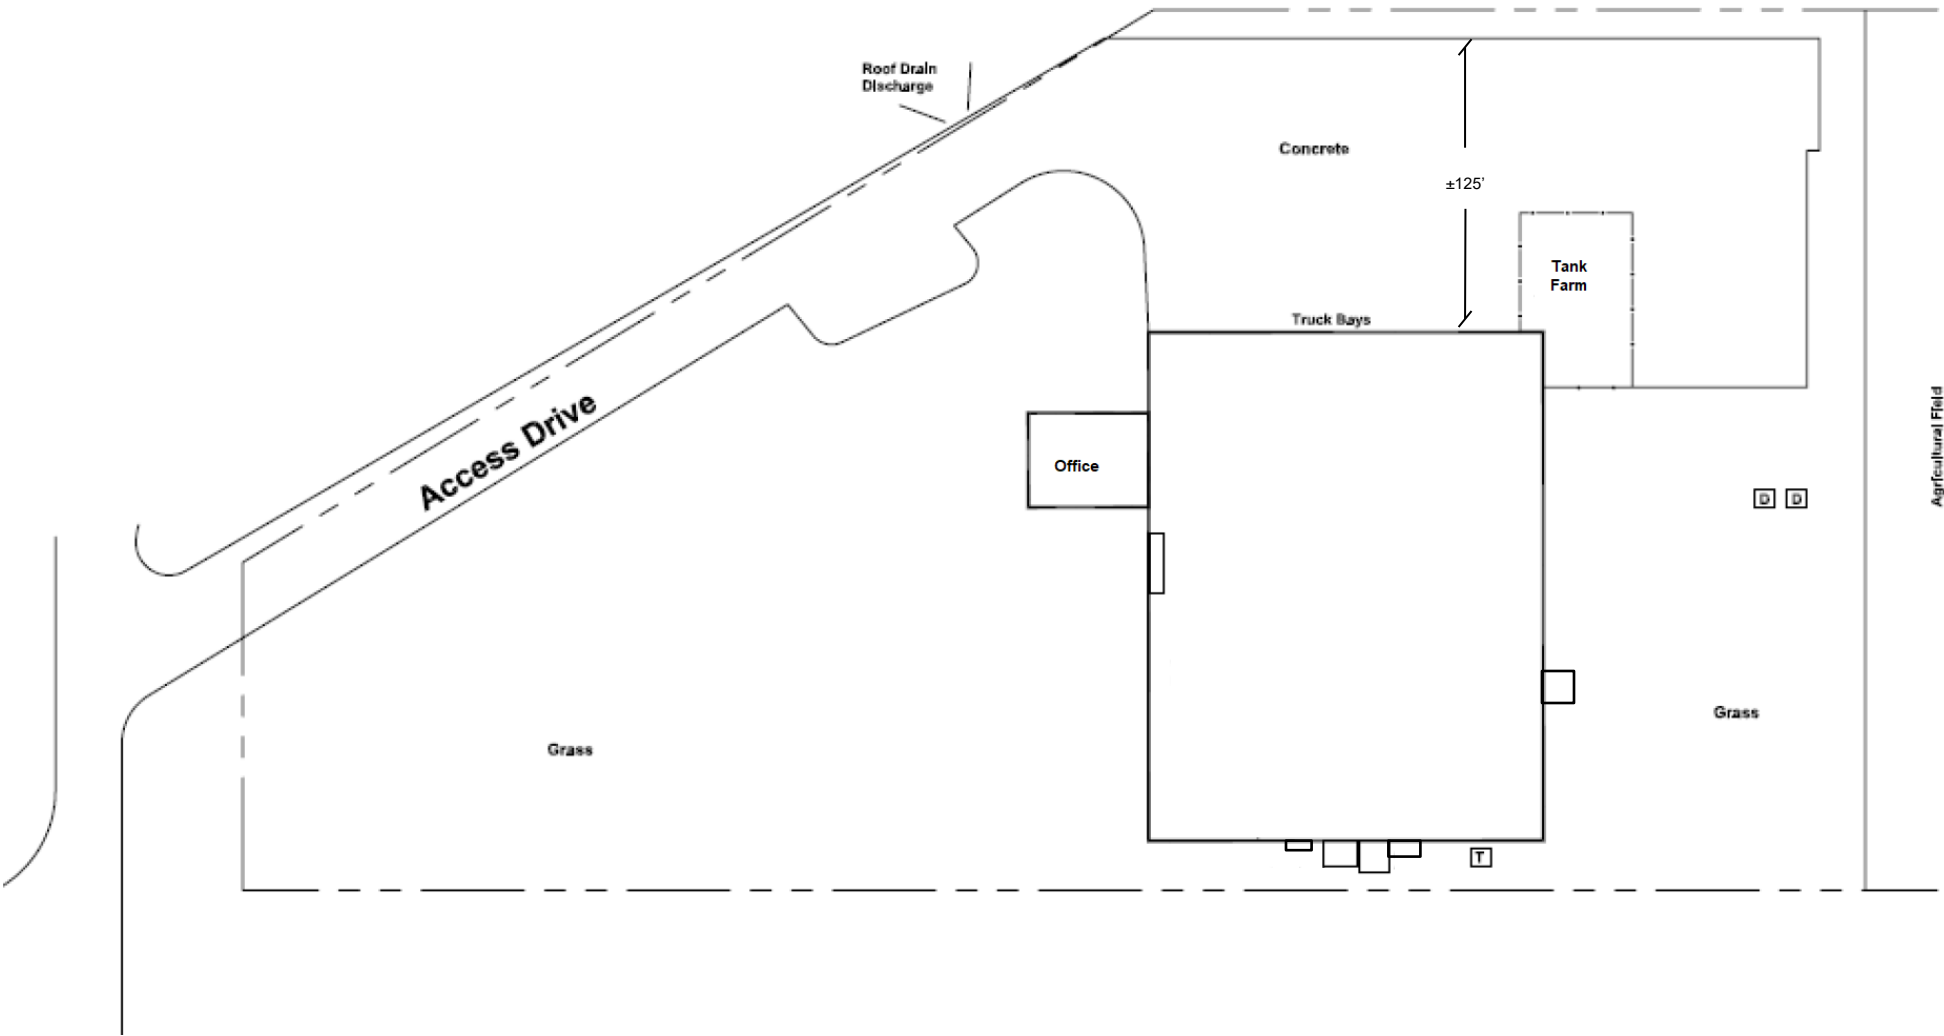 Roof Drain
Discharge
Concrete
±125'
Tank
Farm
Truck Bays
Access Drive
Office
Agricultural Field
D D
Grass
Grass
T